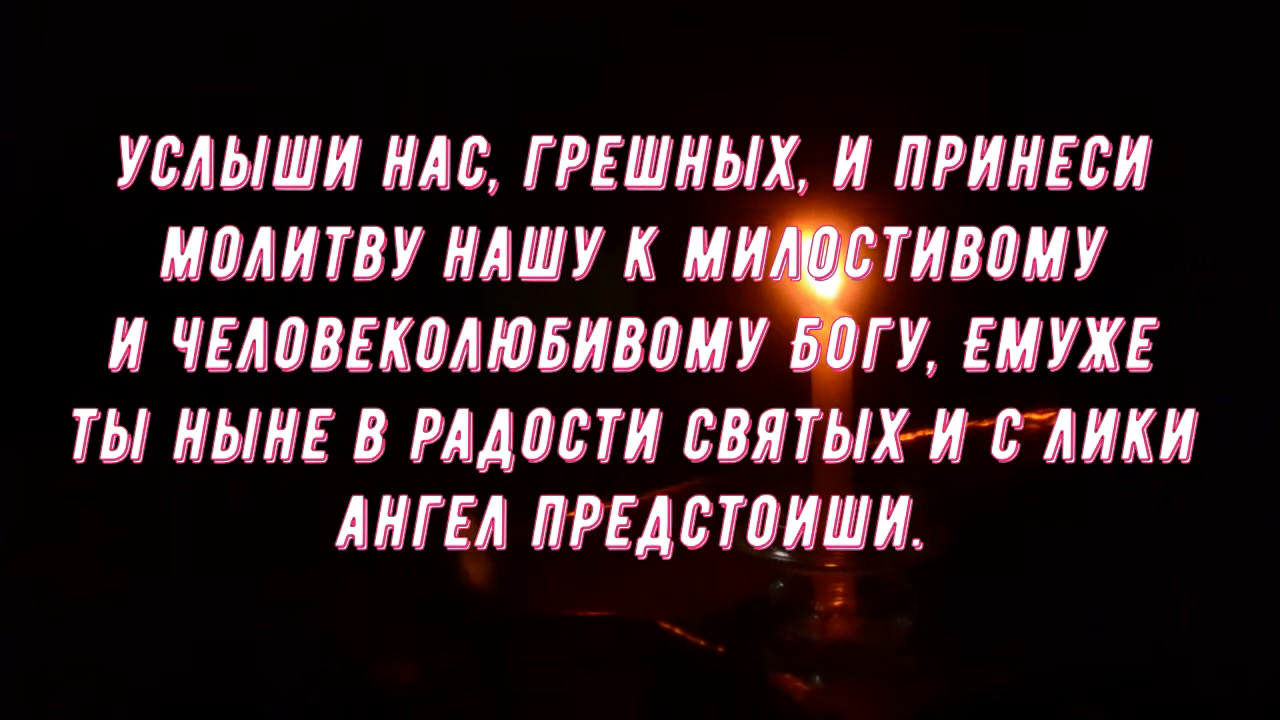 УСЛЫШИ НАС, ГРЕШНЫХ, И ПРИНЕСИ
МОЛИТВУ НАШУ К МИЛОСТИВОМУ
И ЧЕЛОВЕКОЛЮБИВОМУ БОГУ, ЕМУЖЕ
ТЫ НЫНЕ В РАДОСТИ СВЯТЫХ И С ЛИКИ
АНГЕЛ ПРЕДСТОИШИ.